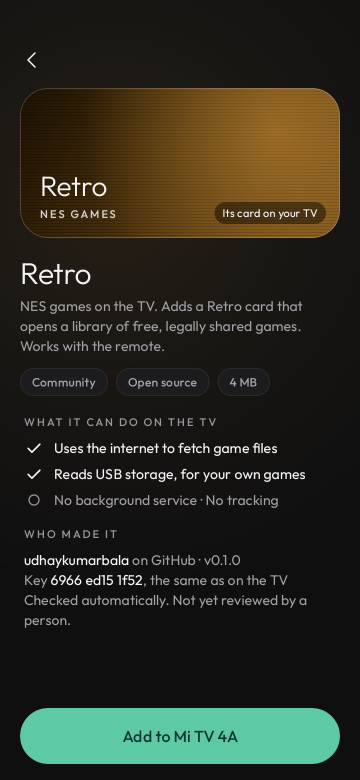 Retro
NES GAMES
Its card on your TV
Retro
NES games on the TV. Adds a Retro card that
opens a library of free, legally shared games.
Works with the remote.
Community
Open source
4 MB
WHAT IT CAN DO ON THE TV
Uses the internet to fetch game files
Reads USB storage, for your own games
No background service · No tracking
WHO MADE IT
udhaykumarbala on GitHub · v0.1.0
Key 6966 ed15 1f52, the same as on the TV
Checked automatically. Not yet reviewed by a
person.
Add to Mi TV 4A